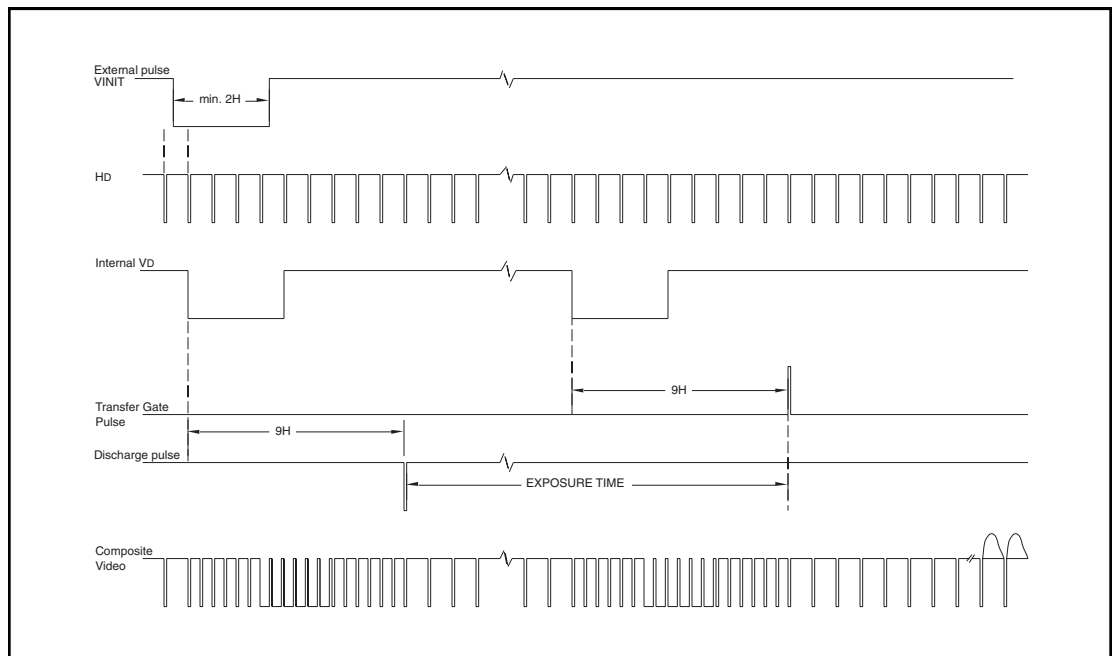 External pulse
VINIT
min. 2H
HD
Internal VD
9H
Transfer Gate
Pulse
9H
Discharge pulse
EXPOSURE TIME
Composite
Video